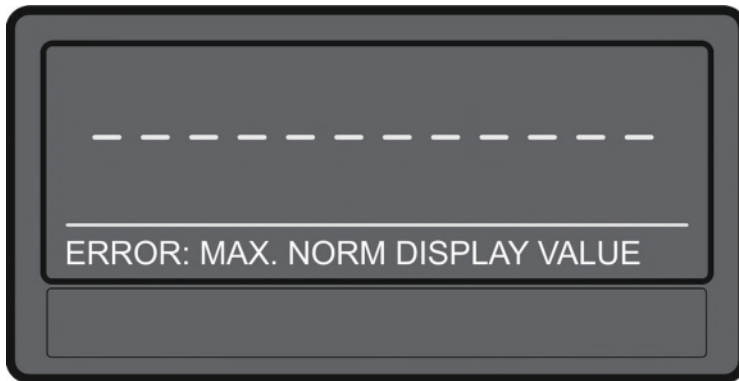 — — — — — — — — — — — —
ERROR: MAX. NORM DISPLAY VALUE